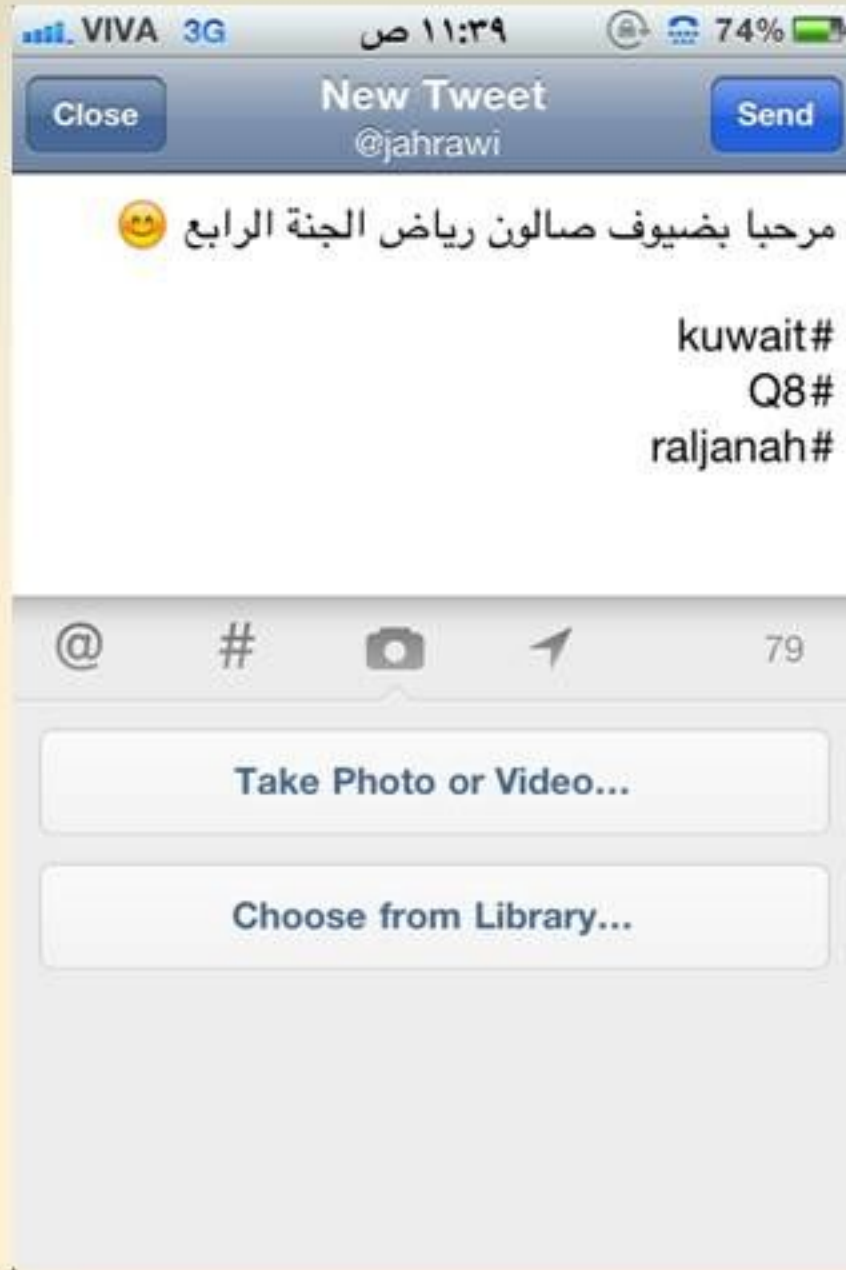 VIVA 3G ١١:٣٩ ص 74%
Close New Tweet Send
@jahrawi
مرحبا بضيوف صالون رياض الجنة الرابع 😊
#kuwait
#Q8
#raljanah
@ # 79
Take Photo or Video...
Choose from Library...